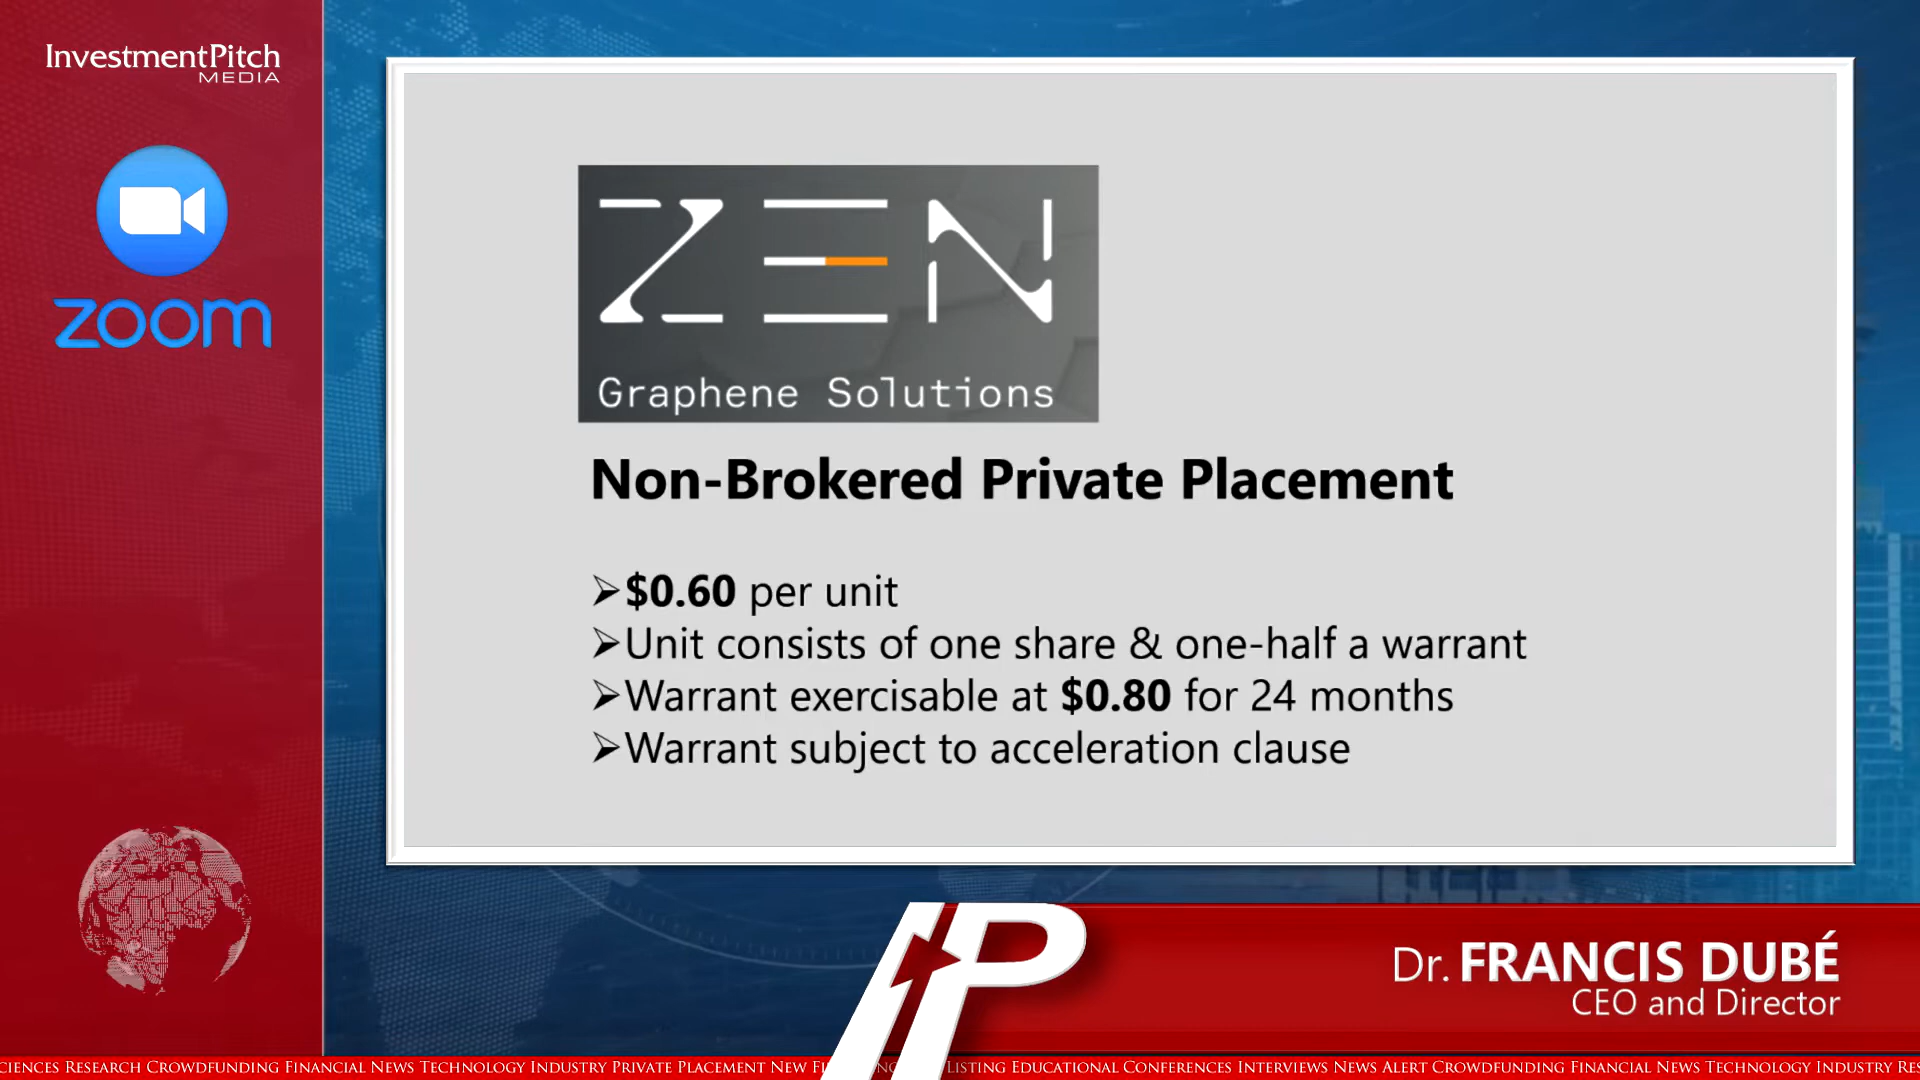 InvestmentPitch
MEDIA
zoom
ZEN
Graphene Solutions
Non-Brokered Private Placement
➢$0.60 per unit
➢Unit consists of one share & one-half a warrant
➢Warrant exercisable at $0.80 for 24 months
➢Warrant subject to acceleration clause
IP
Dr. FRANCIS DUBÉ
CEO and Director
CIENCES RESEARCH CROWDFUNDING FINANCIAL NEWS TECHNOLOGY INDUSTRY PRIVATE PLACEMENT NEW LISTING EDUCATIONAL CONFERENCES INTERVIEWS NEWS ALERT CROWDFUNDING FINANCIAL NEWS TECHNOLOGY INDUSTRY RES